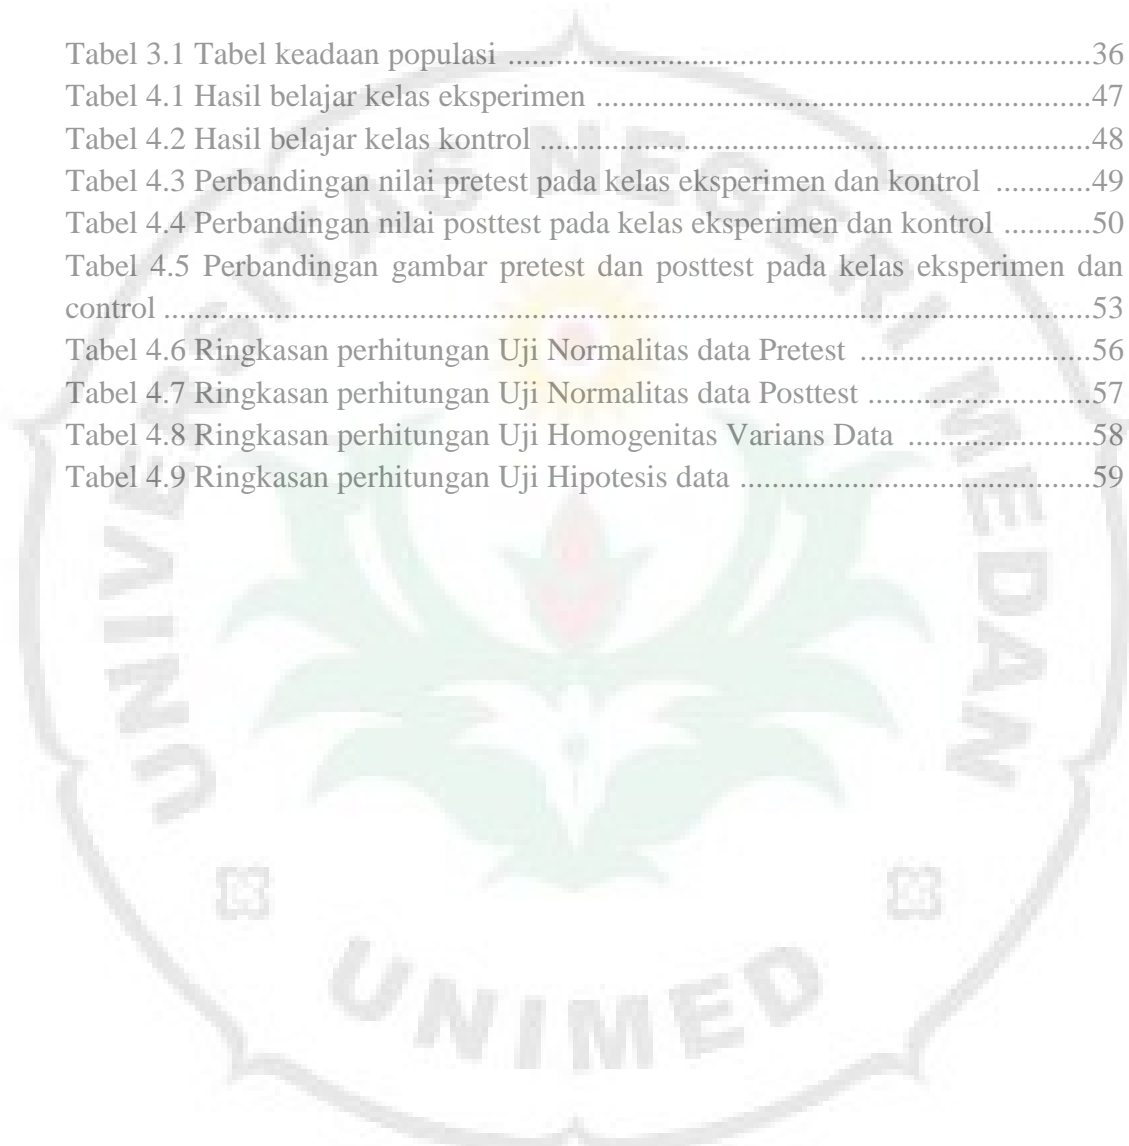 Tabel 3.1 Tabel keadaan populasi ..........................................................................36
Tabel 4.1 Hasil belajar kelas eksperimen ...............................................................47
Tabel 4.2 Hasil belajar kelas kontrol ......................................................................48
Tabel 4.3 Perbandingan nilai pretest pada kelas eksperimen dan kontrol ............49
Tabel 4.4 Perbandingan nilai posttest pada kelas eksperimen dan kontrol ...........50
Tabel 4.5 Perbandingan gambar pretest dan posttest pada kelas eksperimen dan
control .....................................................................................................................53
Tabel 4.6 Ringkasan perhitungan Uji Normalitas data Pretest .............................56
Tabel 4.7 Ringkasan perhitungan Uji Normalitas data Posttest ............................57
Tabel 4.8 Ringkasan perhitungan Uji Homogenitas Varians Data .......................58
Tabel 4.9 Ringkasan perhitungan Uji Hipotesis data ............................................59
UNIVERSITAS NEGERI MEDAN
UNIMED